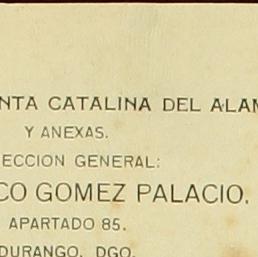 NTA CATALINA DEL ALAM
Y ANEXAS.
ECCION GENERAL:
CO GOMEZ PALACIO.
APARTADO 85.
DURANGO, DGO.